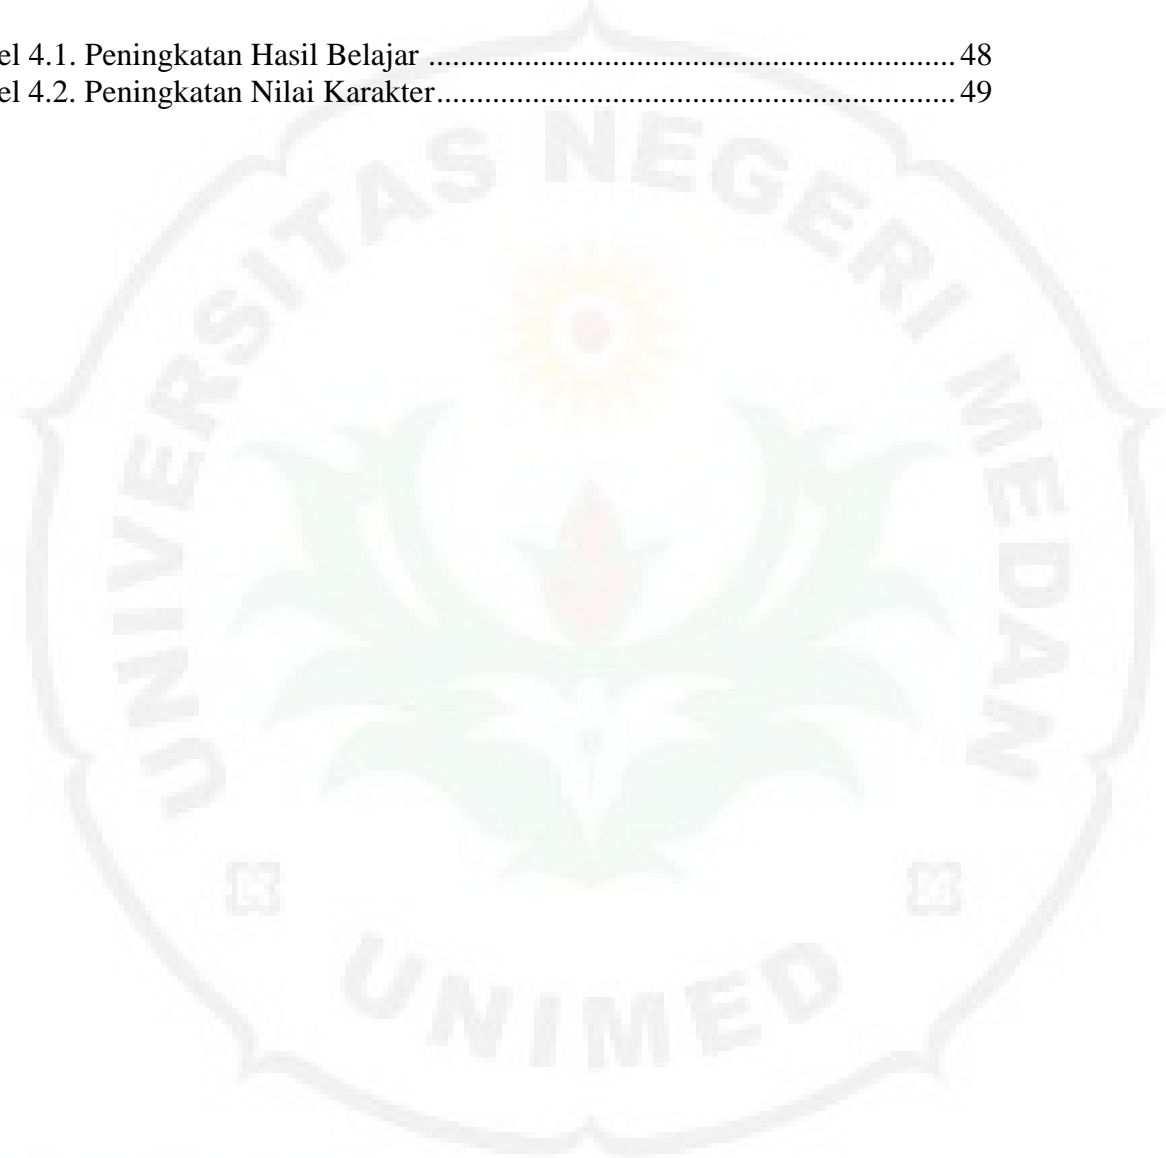 el 4.1. Peningkatan Hasil Belajar .................................................................. 48
el 4.2. Peningkatan Nilai Karakter................................................................. 49
UNIVERSITAS NEGERI MEDAN
UNIMED